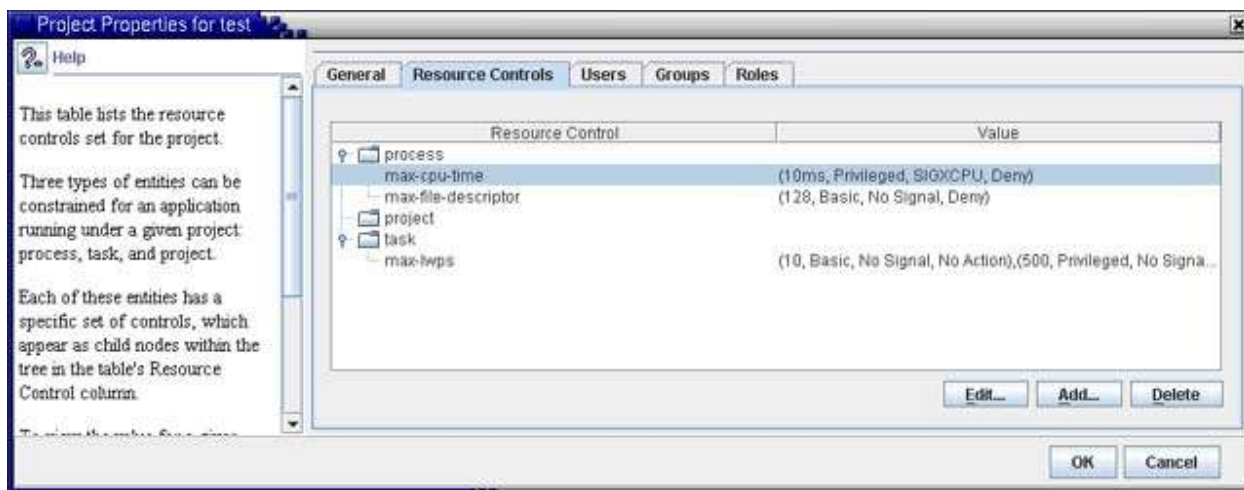 Project Properties for test
Help
This table lists the resource
controls set for the project.
Three types of entities can be
constrained for an application
running under a given project:
process, task, and project.
Each of these entities has a
specific set of controls, which
appear as child nodes within the
tree in the table's Resource
Control column.
General Resource Controls Users Groups Roles
Resource Control Value
process
max-cpu-time (10ms, Privileged, SIGXCPU, Deny)
max-file-descriptor (128, Basic, No Signal, Deny)
project
task
max-lwps (10, Basic, No Signal, No Action),(500, Privileged, No Signa...
Edit... Add... Delete
OK Cancel